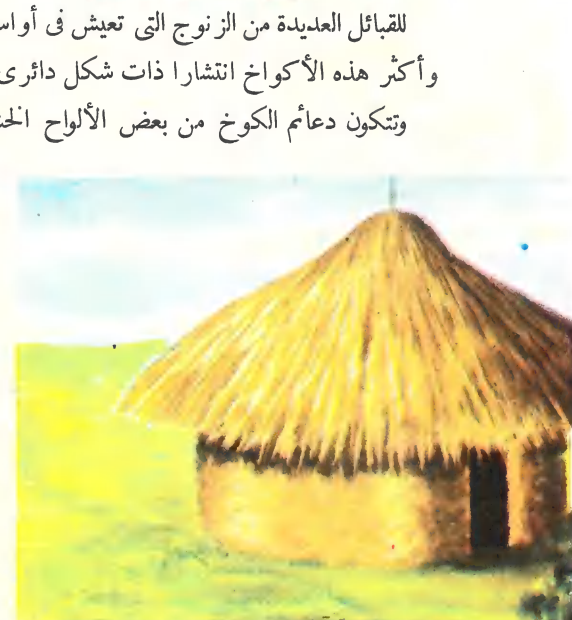 للقبائل العديدة من الزنوج التى تعيش فى
وأكثر هذه الأكواخ انتشارا ذات شكل دائرى
وتتكون دعائم الكوخ من بعض الألواح